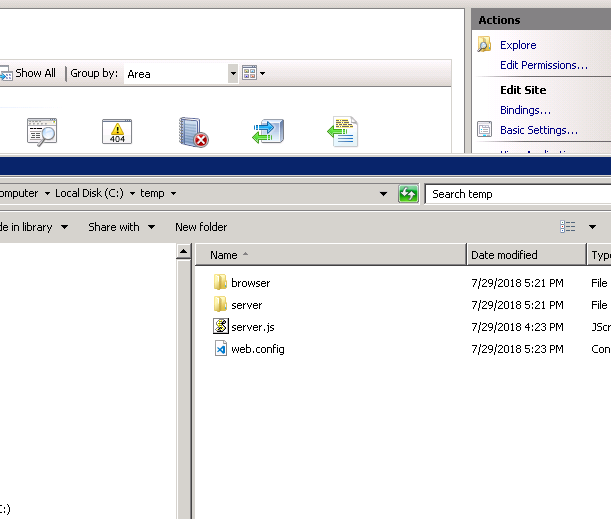 Actions
Explore
Edit Permissions...
Show All Group by: Area
Edit Site
Bindings...
404
Basic Settings...
omputer Local Disk (C:) temp Search temp
de in library Share with New folder
Name Date modified Type
browser 7/29/2018 5:21 PM File
server 7/29/2018 5:21 PM File
server.js 7/29/2018 4:23 PM JScr
web.config 7/29/2018 5:23 PM Con
C:)